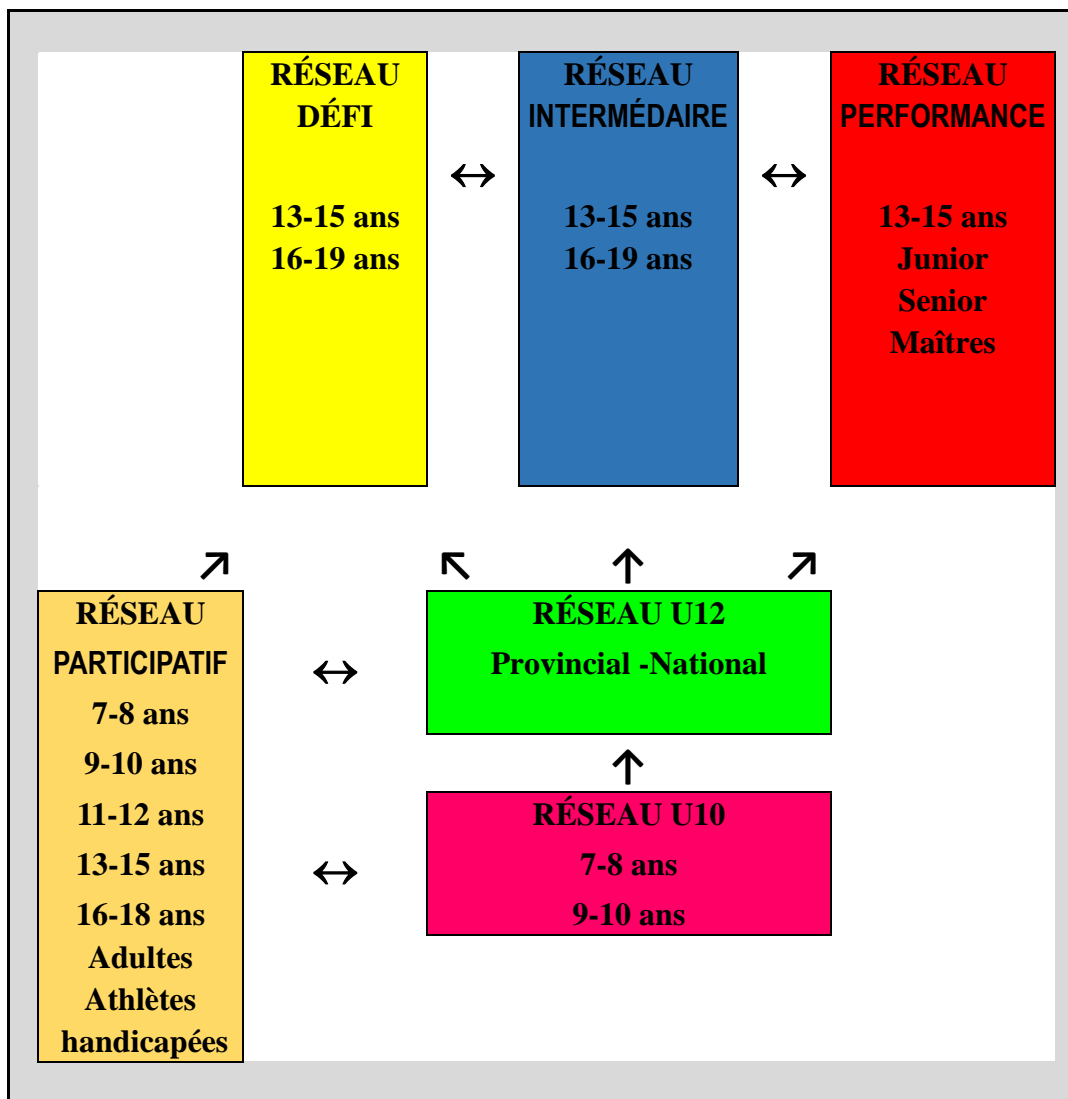 RÉSEAU
DÉFI
13-15 ans
16-19 ans
↔
RÉSEAU
INTERMÉDAIRE
13-15 ans
16-19 ans
↔
RÉSEAU
PERFORMANCE
13-15 ans
Junior
Senior
Maîtres
↗
↖
↑
↗
RÉSEAU
PARTICIPATIF
7-8 ans
9-10 ans
11-12 ans
13-15 ans
16-18 ans
Adultes
Athlètes
handicapées
↔
RÉSEAU U12
Provincial -National
↑
↔
RÉSEAU U10
7-8 ans
9-10 ans